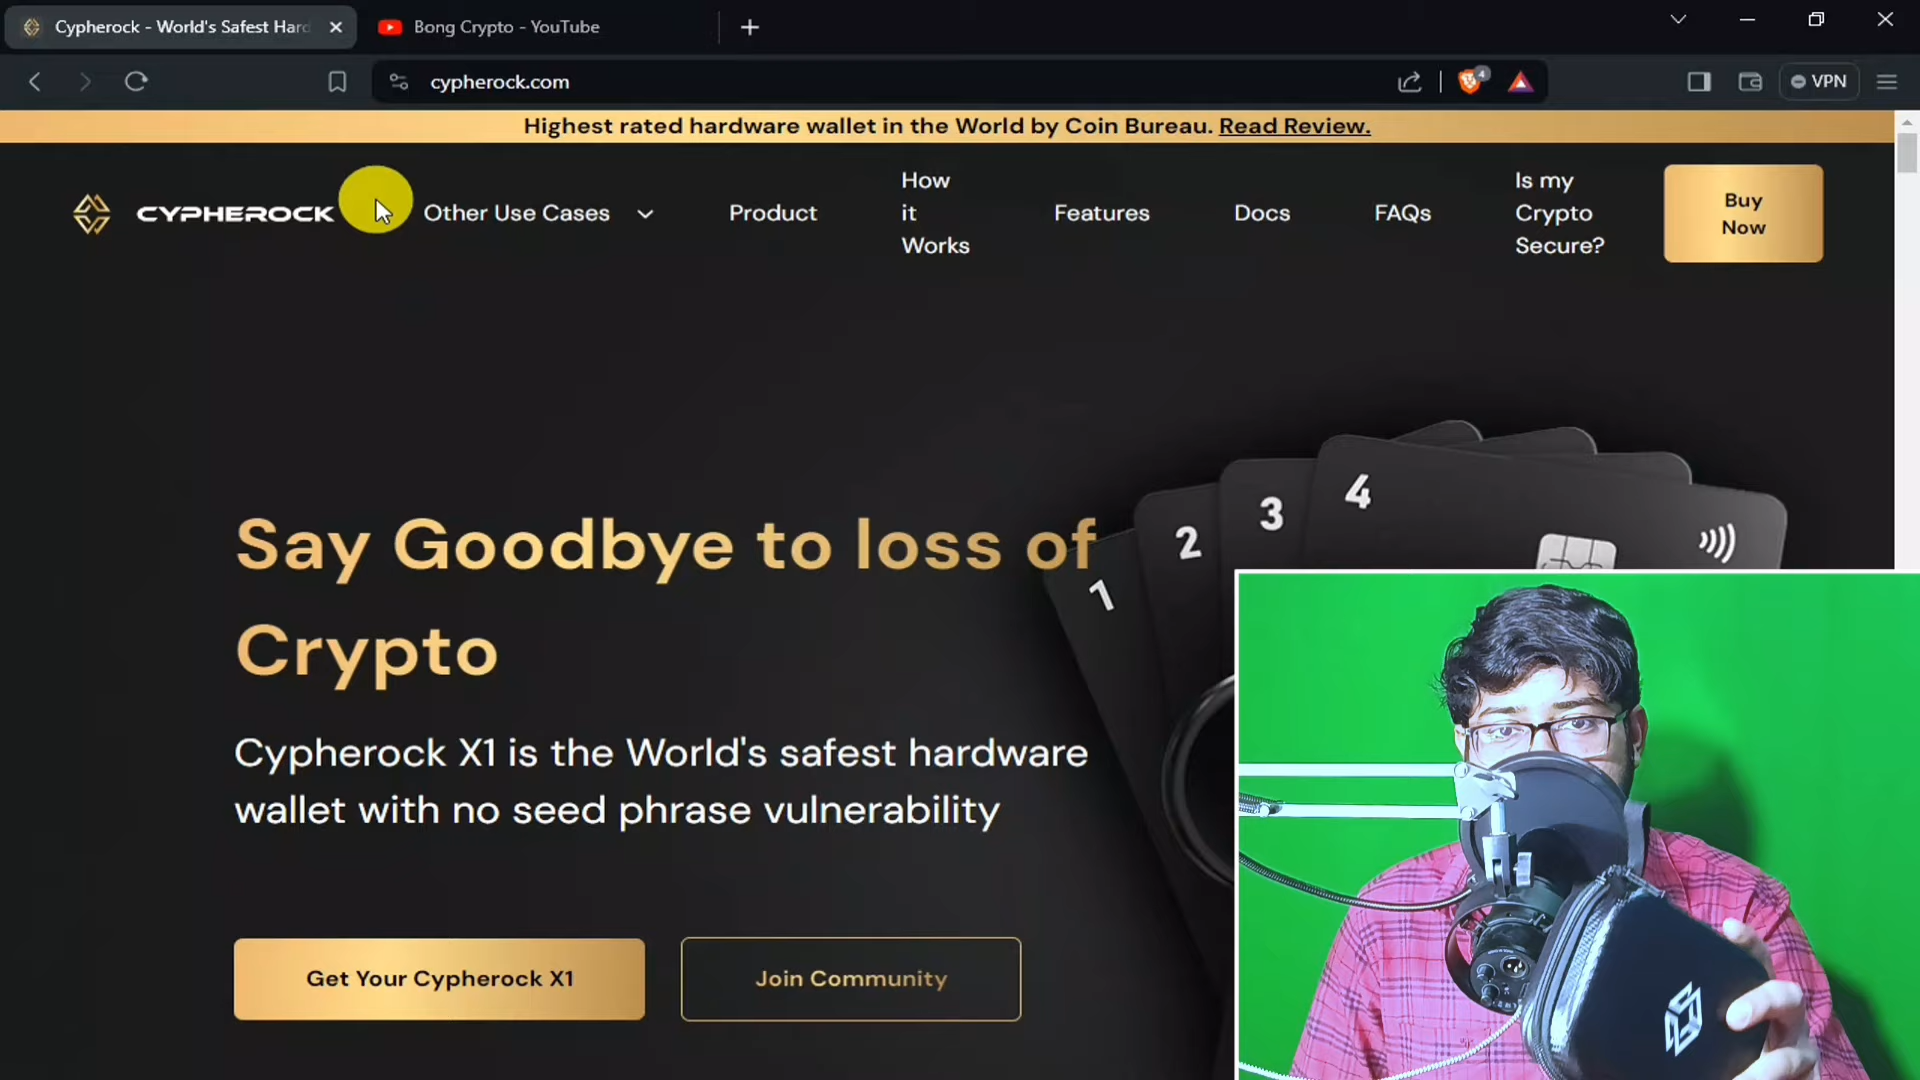 Cypherock - World's Safest Hard
Bong Crypto - YouTube
cypherock.com
4
VPN
Highest rated hardware wallet in the World by Coin Bureau. Read Review.
CYPHEROCK
Other Use Cases
Product
How
it
Works
Features
Docs
FAQs
Is my
Crypto
Secure?
Buy
Now
Say Goodbye to loss of
Crypto
1
2
3
4
Cypherock X1 is the World's safest hardware
wallet with no seed phrase vulnerability
Get Your Cypherock X1
Join Community